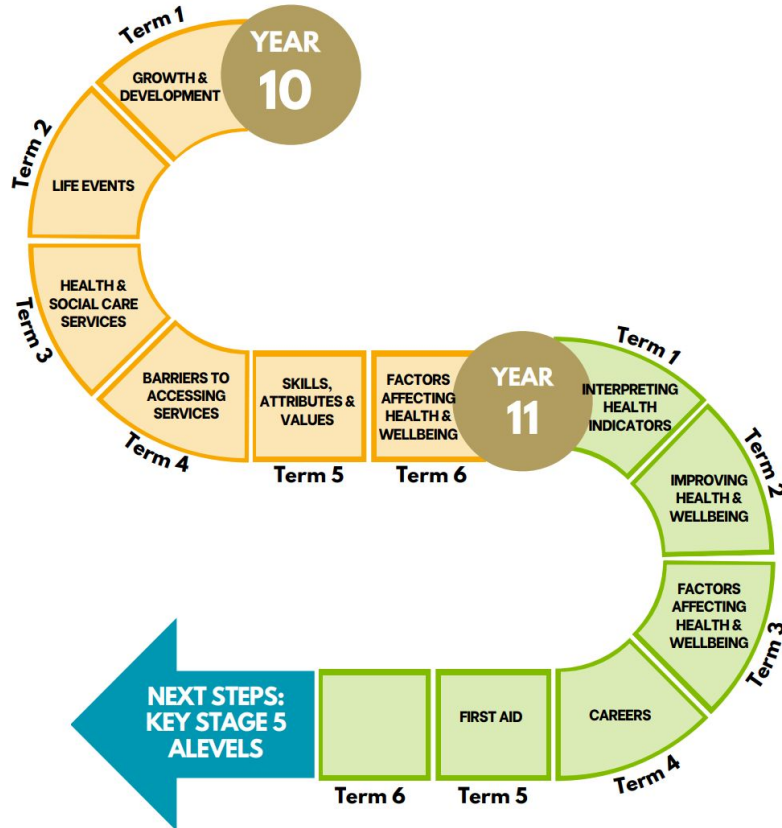 Term 1
YEAR
10
GROWTH &
DEVELOPMENT
Term 2
LIFE EVENTS
Term 3
HEALTH &
SOCIAL CARE
SERVICES
Term 4
BARRIERS TO
ACCESSING
SERVICES
SKILLS,
ATTRIBUTES &
VALUES
Term 5
FACTORS
AFFECTING
HEALTH &
WELLBEING
Term 6
YEAR
11
Term 1
INTERPRETING
HEALTH
INDICATORS
Term 2
IMPROVING
HEALTH &
WELLBEING
FACTORS
AFFECTING
HEALTH &
WELLBEING
Term 3
CAREERS
Term 4
FIRST AID
Term 5
Term 6
NEXT STEPS:
KEY STAGE 5
ALEVELS